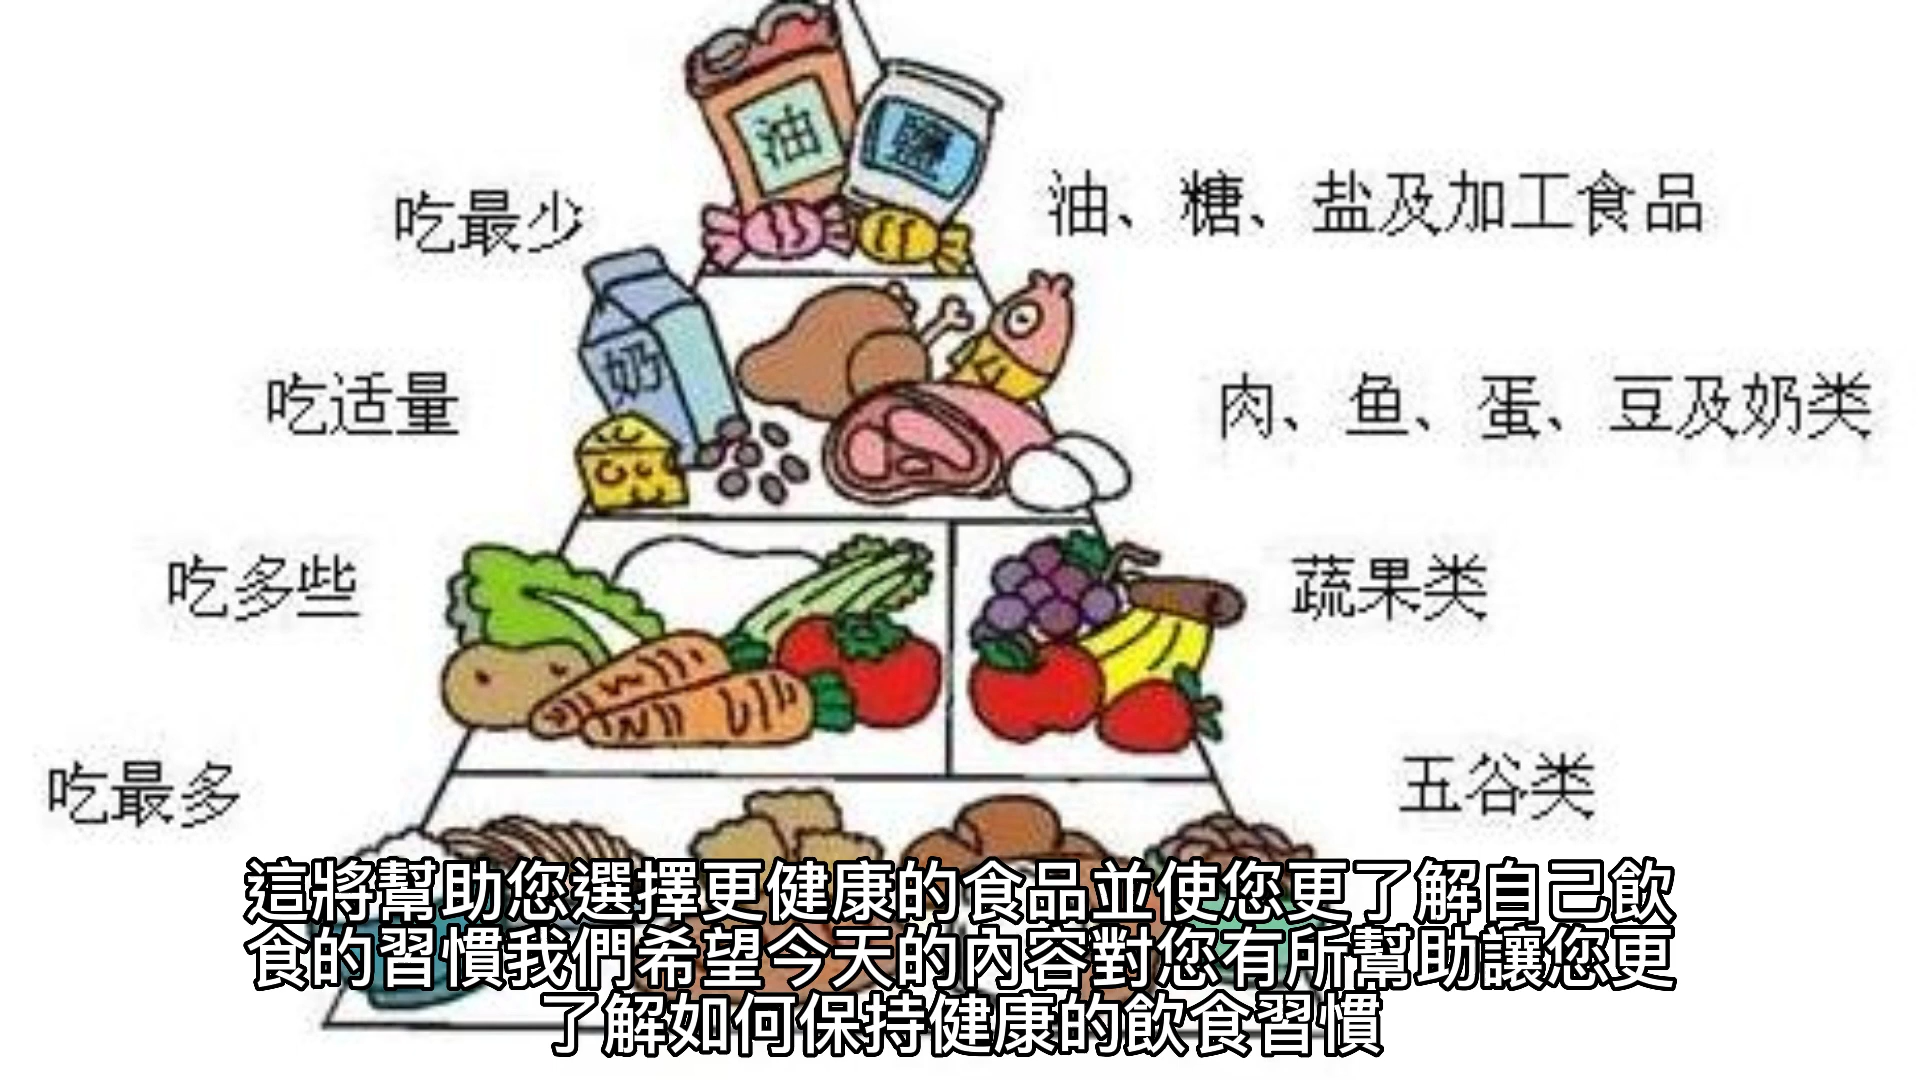 油
鹽
吃最少
油、糖、盐及加工食品
奶
吃适量
肉、鱼、蛋、豆及奶类
吃多些
蔬果类
吃最多
五谷类
這將幫助您選擇更健康的食品並使您更了解自己飲
食的習慣我們希望今天的內容對您有所幫助讓您更
了解如何保持健康的飲食習慣